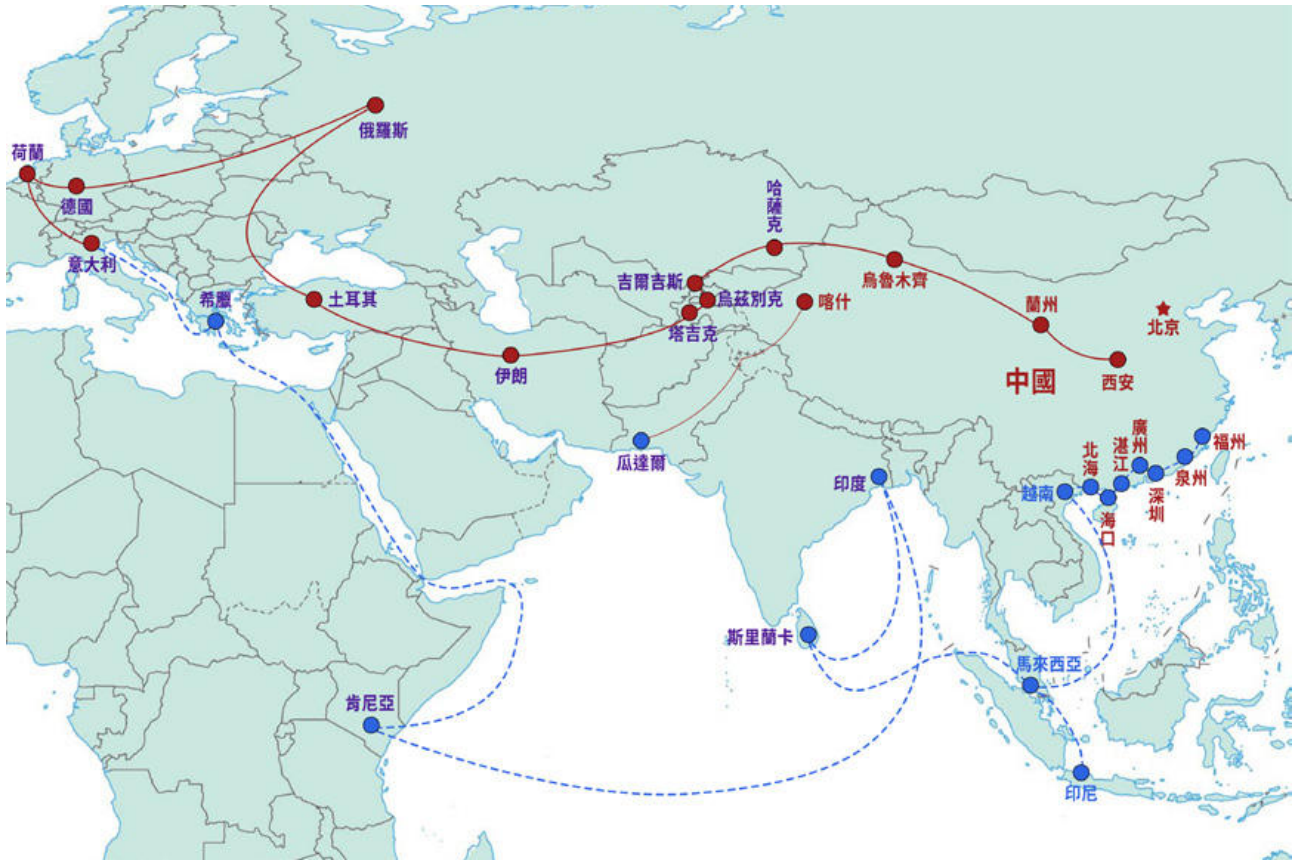 俄羅斯
荷蘭
德國
意大利
希臘
土耳其
伊朗
哈薩克
吉爾吉斯
烏茲別克
塔吉克
喀什
烏魯木齊
蘭州
北京
西安
中國
瓜達爾
印度
斯里蘭卡
肯尼亞
越南
北海
海口
湛江
廣州
深圳
泉州
福州
馬來西亞
印尼